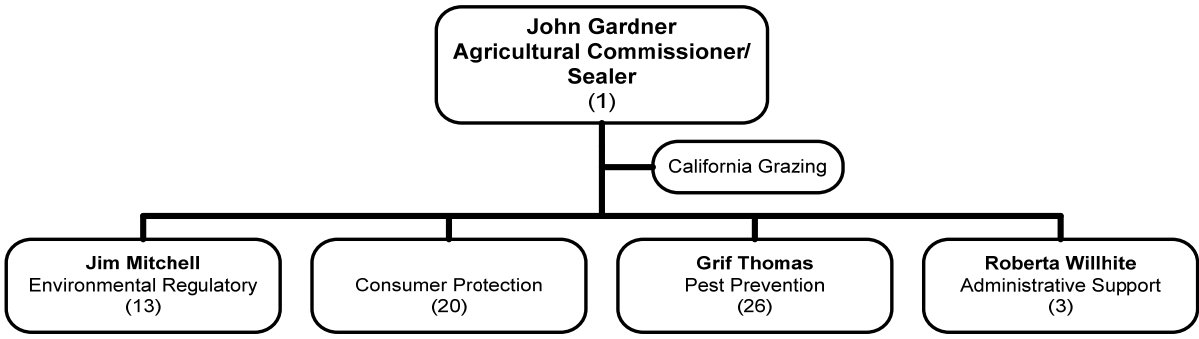 John Gardner
Agricultural Commissioner/
Sealer
(1)
California Grazing
Jim Mitchell
Environmental Regulatory
(13)
Consumer Protection
(20)
Grif Thomas
Pest Prevention
(26)
Roberta Willhite
Administrative Support
(3)